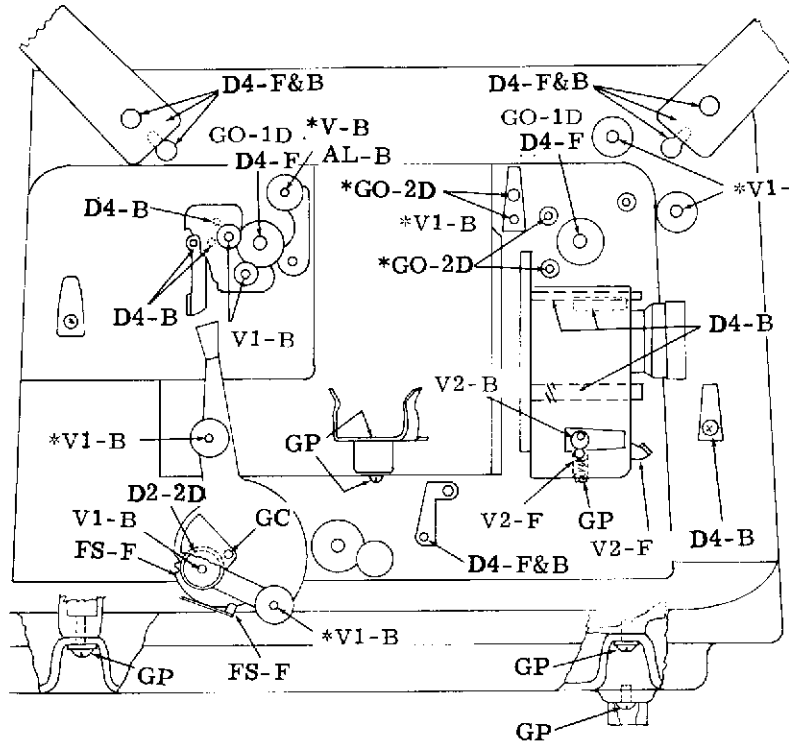 D4-F&B
D4-F&B
GO-1D
D4-F
*V-B
AL-B
GO-1D
D4-F
*GO-2D
*V1-B
*V1-
D4-B
*GO-2D
D4-B
V1-B
D4-B
V2-B
*V1-B
GP
D2-2D
V1-B
GC
FS-F
V2-F
GP
V2-F
D4-B
D4-F&B
*V1-B
GP
FS-F
GP
GP